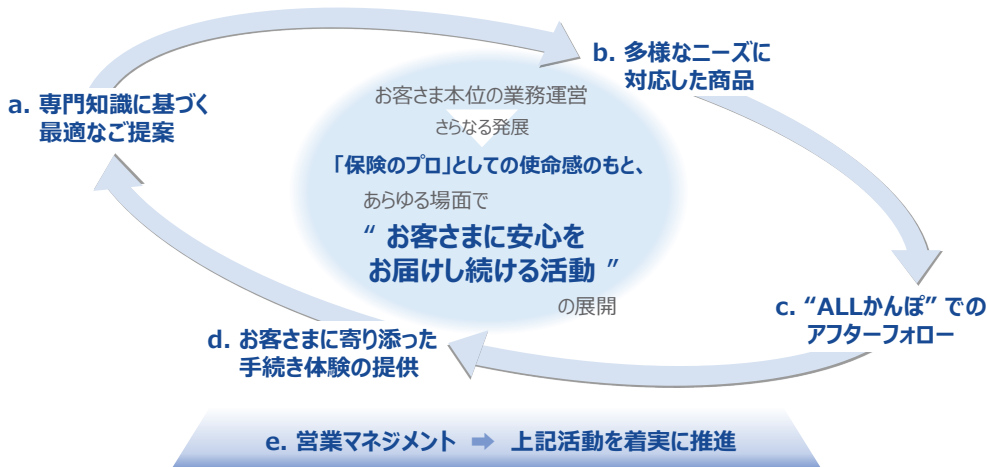 a. 専門知識に基づく
最適なご提案
b. 多様なニーズに
対応した商品
お客さま本位の業務運営
さらなる発展
「保険のプロ」としての使命感のもと、
あらゆる場面で
“ お客さまに安心を
お届けし続ける活動 ”
の展開
c. “ALLかんぽ” での
アフターフォロー
d. お客さまに寄り添った
手続き体験の提供
e. 営業マネジメント ➡ 上記活動を着実に推進